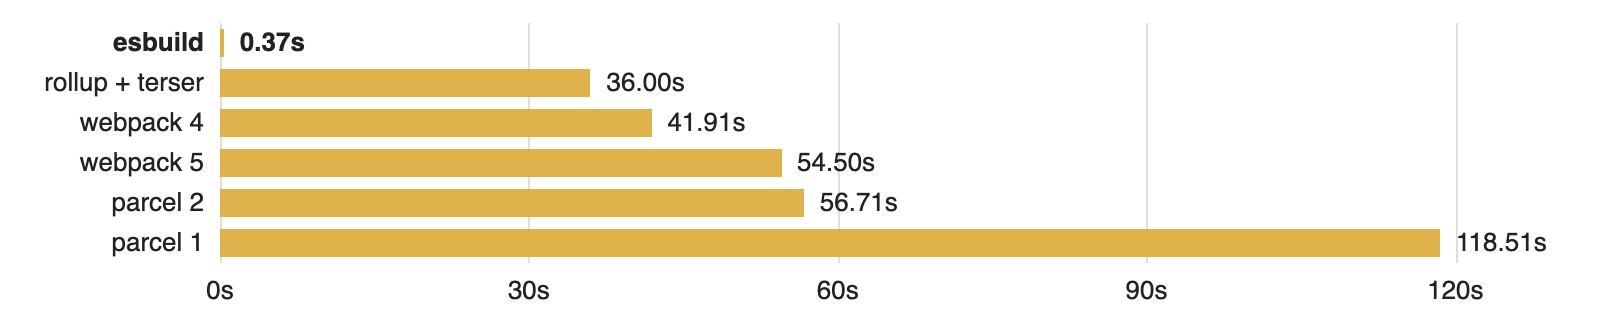 esbuild 0.37s
rollup + terser 36.00s
webpack 4 41.91s
webpack 5 54.50s
parcel 2 56.71s
parcel 1 118.51s
0s 30s 60s 90s 120s